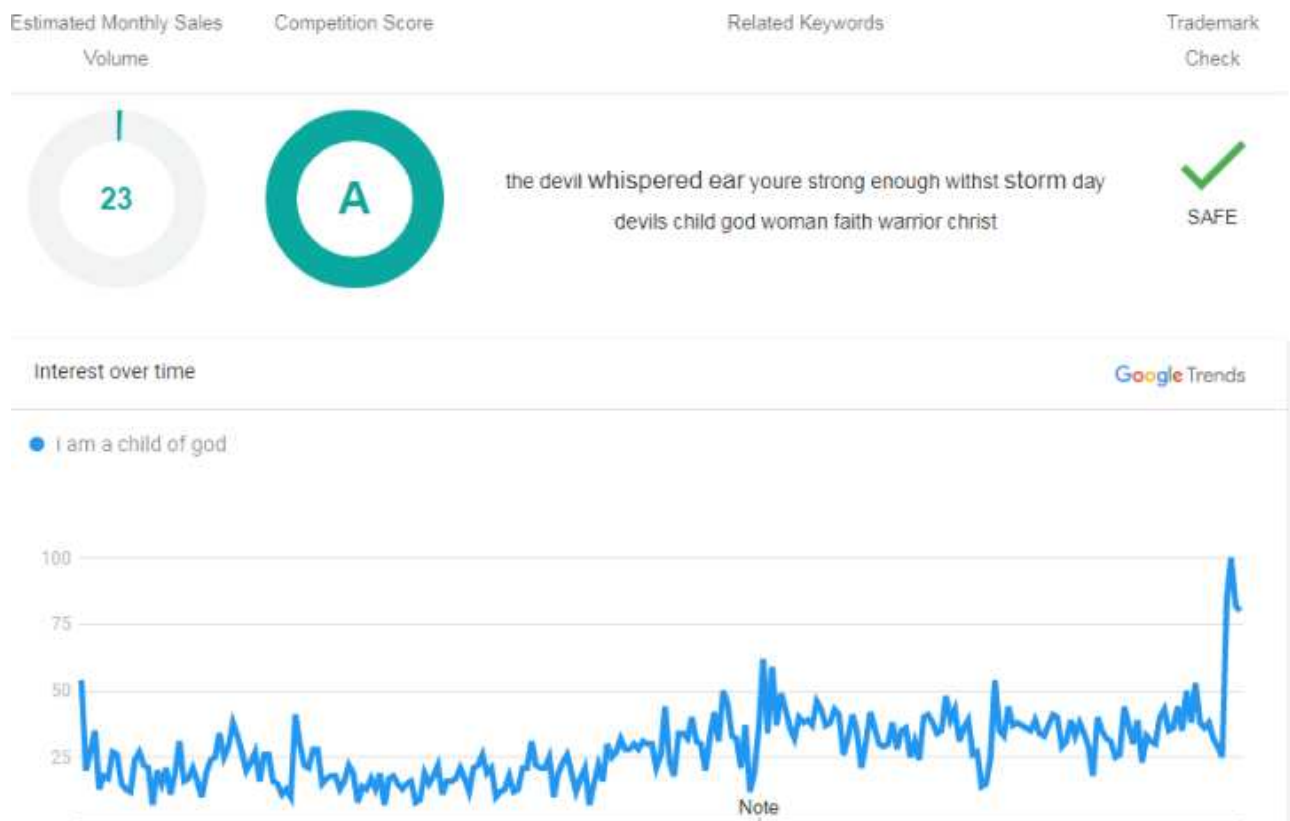 Estimated Monthly Sales Volume
Competition Score
Related Keywords
Trademark Check
23
A
the devil whispered ear youre strong enough withst storm day
devils child god woman faith warrior christ
SAFE
Interest over time
Google Trends
i am a child of god
100
75
50
25
Note